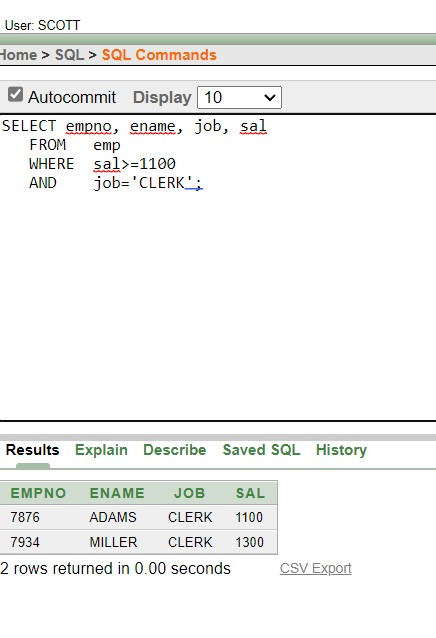 User: SCOTT
Home > SQL > SQL Commands
Autocommit Display 10
SELECT empno, ename, job, sal
FROM emp
WHERE sal>=1100
AND job='CLERK';
Results Explain Describe Saved SQL History
EMPNO ENAME JOB SAL
7876 ADAMS CLERK 1100
7934 MILLER CLERK 1300
2 rows returned in 0.00 seconds CSV Export